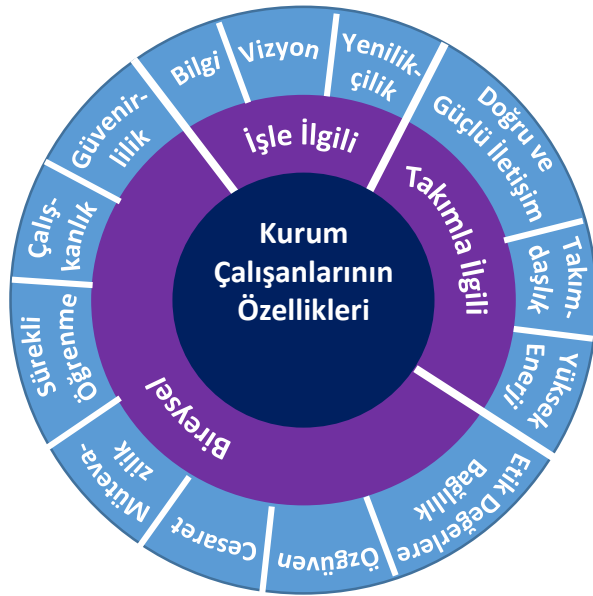 Kurum
Çalışanlarının
Özellikleri
İşle İlgili
Bilgi
Vizyon
Yenilik-
çilik
Takımla İlgili
Doğru ve
Güçlü İletişim
Takım-
daşlık
Yüksek
Enerji
Bireysel
Etik Değerlere
Bağlılık
Özgüven
Cesaret
Müteva-
zilik
Sürekli
Öğrenme
Çalış-
kanlık
Güvenir-
lilik